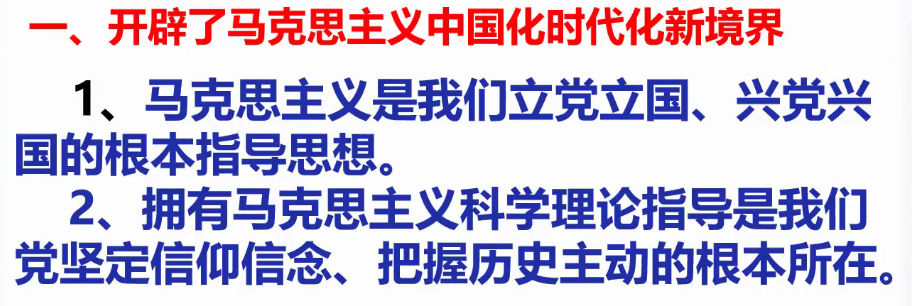 一、开辟了马克思主义中国化时代化新境界
1、马克思主义是我们立党立国、兴党兴
国的根本指导思想。
2、拥有马克思主义科学理论指导是我们
党坚定信仰信念、把握历史主动的根本所在。